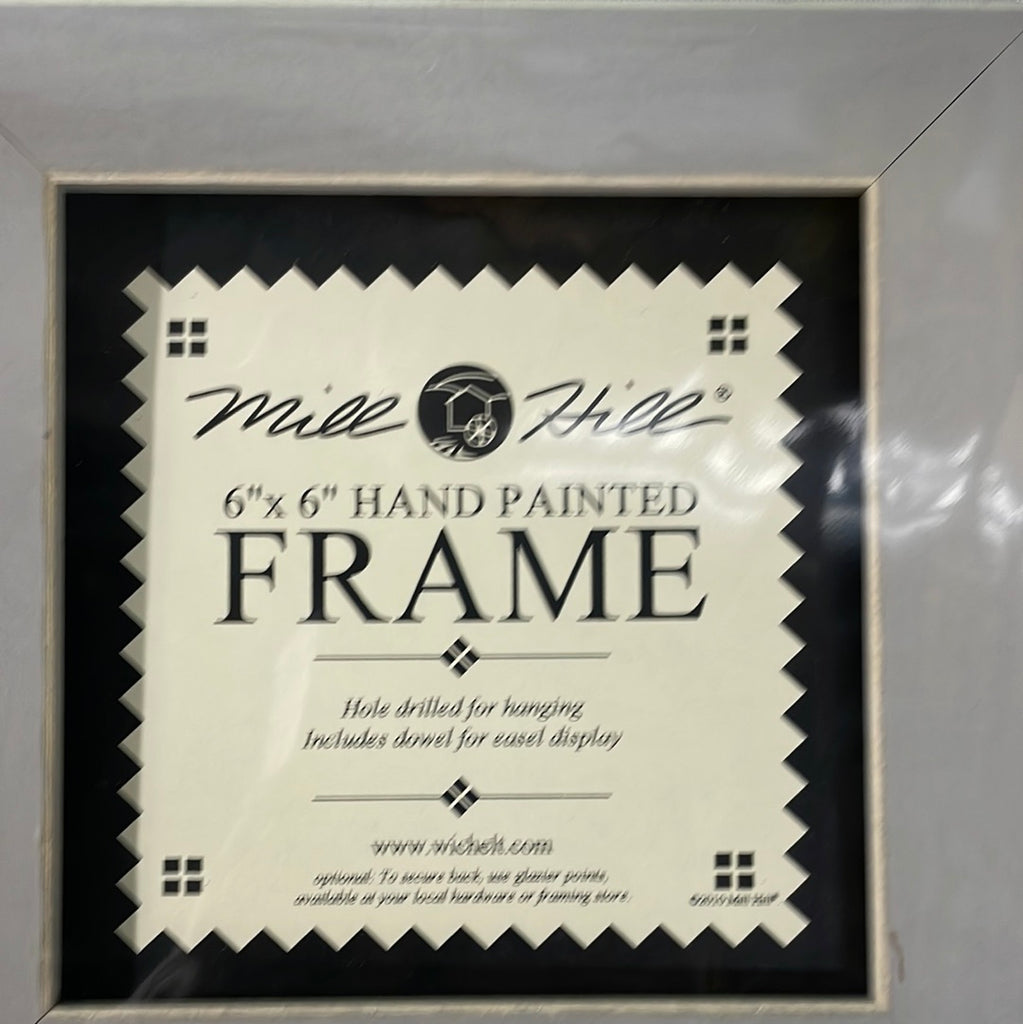 Mill Hill®
6"x 6" HAND PAINTED
FRAME
Hole drilled for hanging
Includes dowel for easel display
www.wichelt.com
optional: To secure back, use glazier points,
available at your local hardware or framing store.